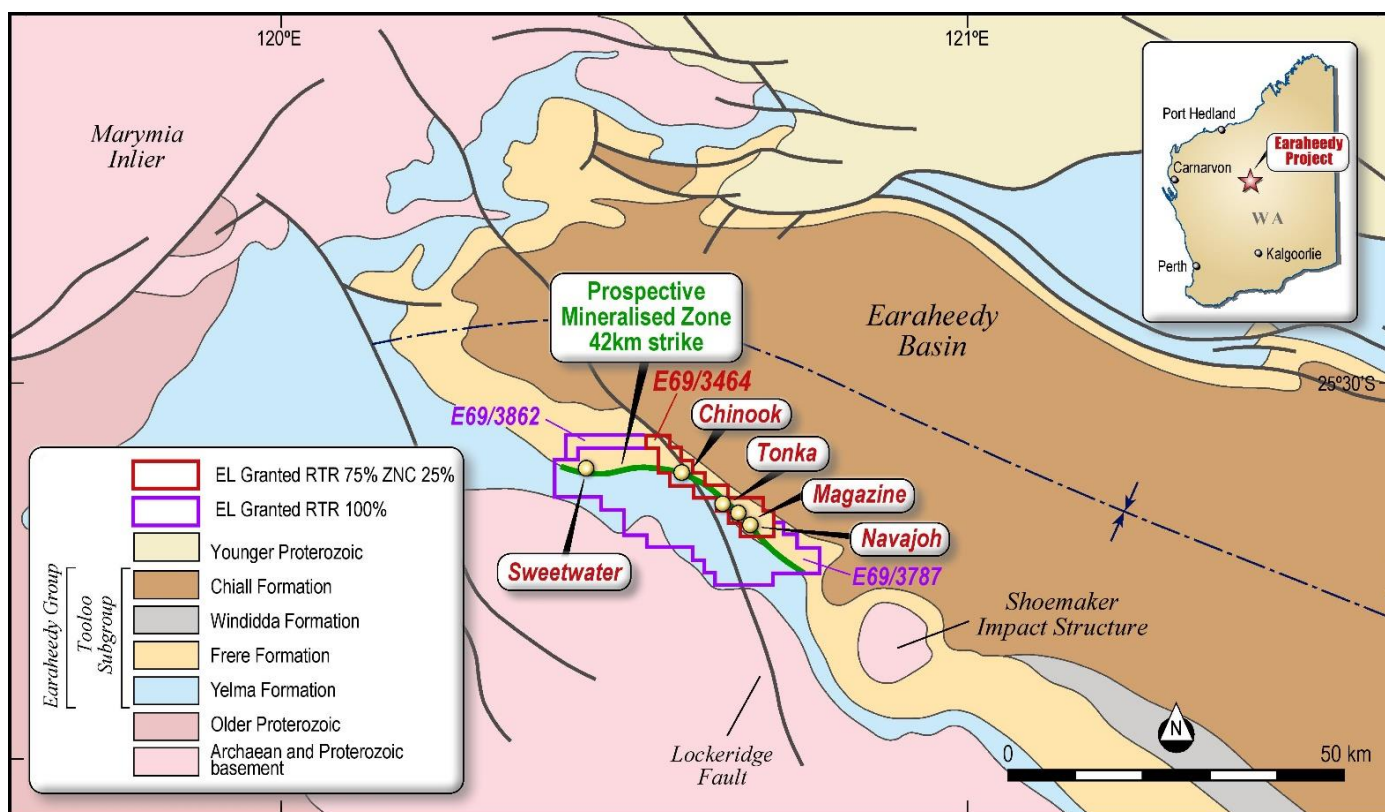 120ºE
121ºE
Marymia
Inlier
Port Hedland
Earaheedy
Project
Carnarvon
WA
Kalgoorlie
Perth
Prospective
Mineralised Zone
42km strike
Earaheedy
Basin
25º30'S
E69/3464
E69/3862
Chinook
Tonka
Magazine
Navajoh
Sweetwater
E69/3787
Shoemaker
Impact Structure
Lockeridge
Fault
EL Granted RTR 75% ZNC 25%
EL Granted RTR 100%
Younger Proterozoic
Chiall Formation
Windidda Formation
Frere Formation
Yelma Formation
Older Proterozoic
Archaean and Proterozoic
basement
Earaheedy Group
Tooloo
Subgroup
N
0
50 km